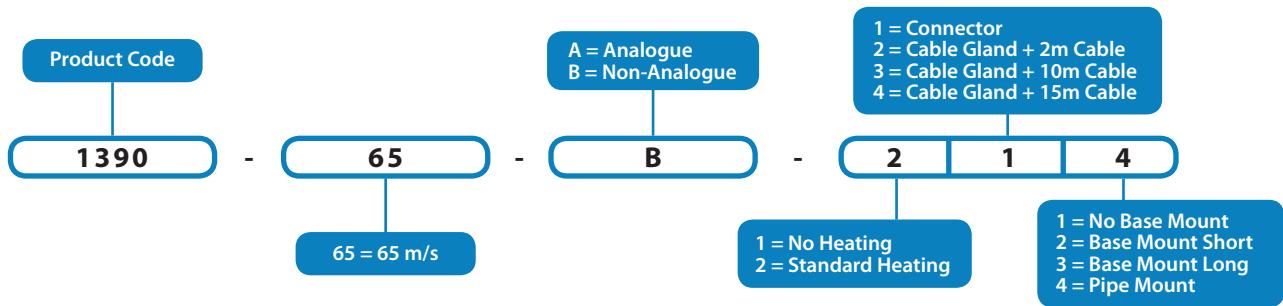 Product Code
A = Analogue
B = Non-Analogue
1 = Connector
2 = Cable Gland + 2m Cable
3 = Cable Gland + 10m Cable
4 = Cable Gland + 15m Cable
1390 - 65 - B - 2 1 4
65 = 65 m/s
1 = No Heating
2 = Standard Heating
1 = No Base Mount
2 = Base Mount Short
3 = Base Mount Long
4 = Pipe Mount